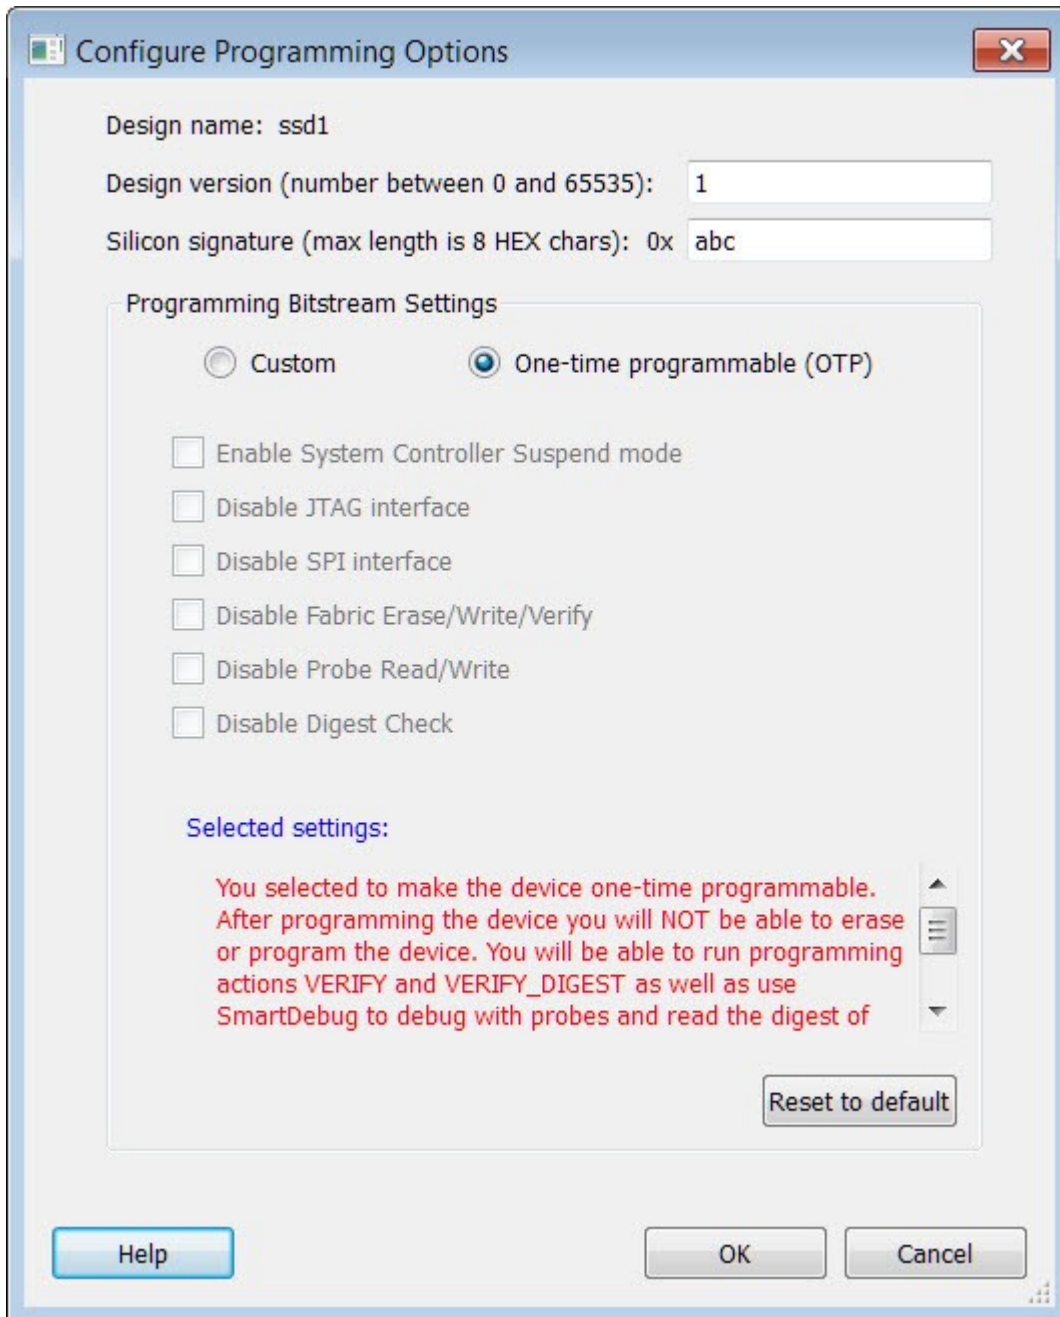 Configure Programming Options
Design name: ssd1
Design version (number between 0 and 65535): 1
Silicon signature (max length is 8 HEX chars): 0x abc
Programming Bitstream Settings
Custom One-time programmable (OTP)
Enable System Controller Suspend mode
Disable JTAG interface
Disable SPI interface
Disable Fabric Erase/Write/Verify
Disable Probe Read/Write
Disable Digest Check
Selected settings:
You selected to make the device one-time programmable.
After programming the device you will NOT be able to erase
or program the device. You will be able to run programming
actions VERIFY and VERIFY_DIGEST as well as use
SmartDebug to debug with probes and read the digest of
Reset to default
Help OK Cancel